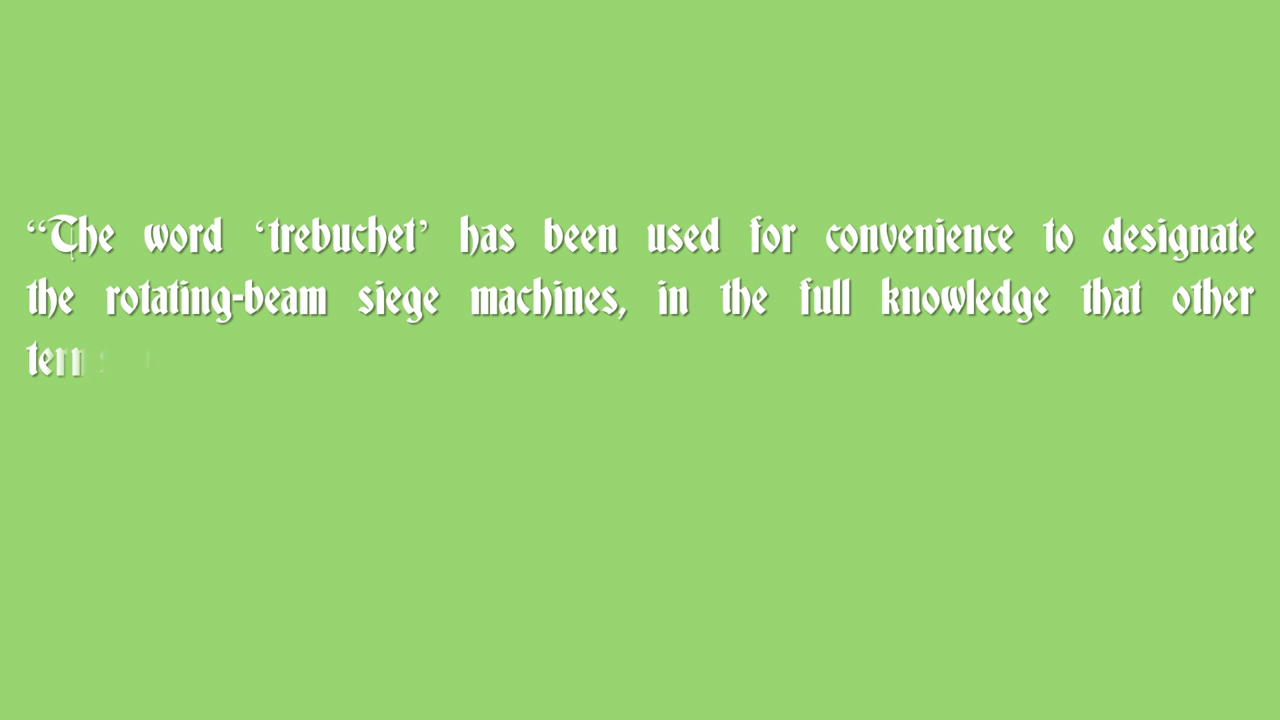 “The word ‘trebuchet’ has been used for convenience to designate
the rotating-beam siege machines, in the full knowledge that other